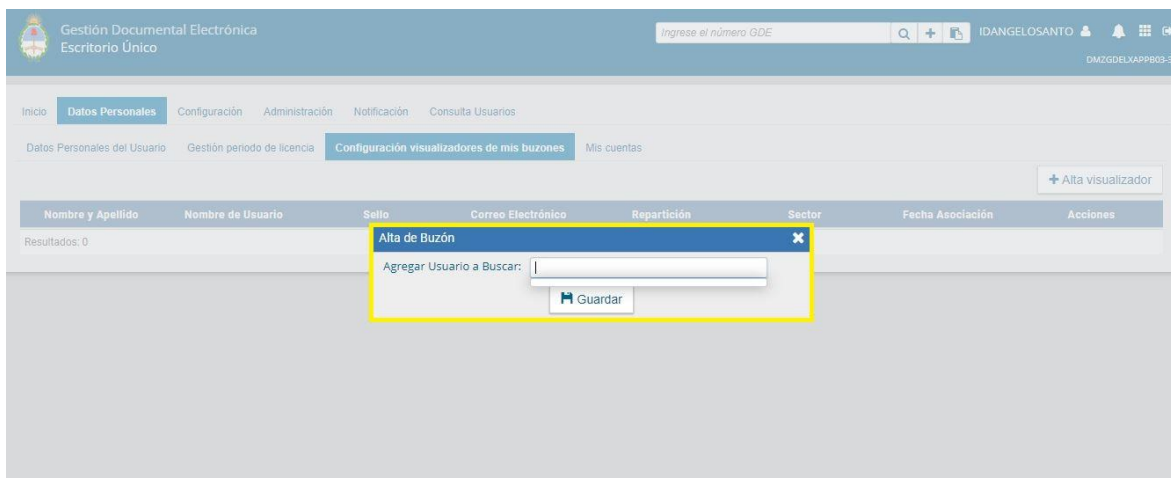 Gestión Documental Electrónica
Escritorio Único
Ingrese el número GDE
IDANGELOSANTO
DMZGDELXAPPB03-3
Inicio Datos Personales Configuración Administración Notificación Consulta Usuarios
Datos Personales del Usuario Gestión periodo de licencia Configuración visualizadores de mis buzones Mis cuentas
+ Alta visualizador
Nombre y Apellido Nombre de Usuario Sello Correo Electrónico Repartición Sector Fecha Asociación Acciones
Resultados: 0
Alta de Buzón
Agregar Usuario a Buscar:
Guardar